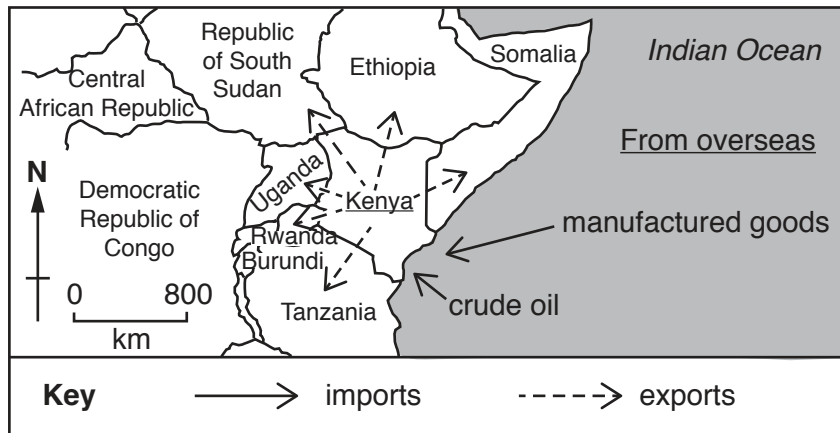 Republic
of South
Sudan
Ethiopia
Somalia
Indian Ocean
Central
African Republic
From overseas
N
Uganda
Kenya
Democratic
Republic of
Congo
Rwanda
Burundi
manufactured goods
0 800
km
Tanzania
crude oil
Key imports exports